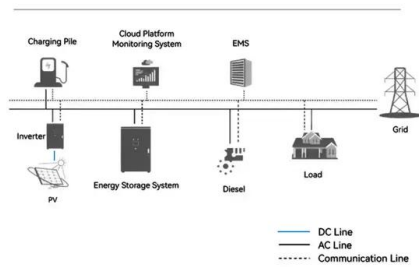 Charging Pile
Cloud Platform
Monitoring System
EMS
Grid
Inverter
PV
Energy Storage System
Diesel
Load
DC Line
AC Line
Communication Line